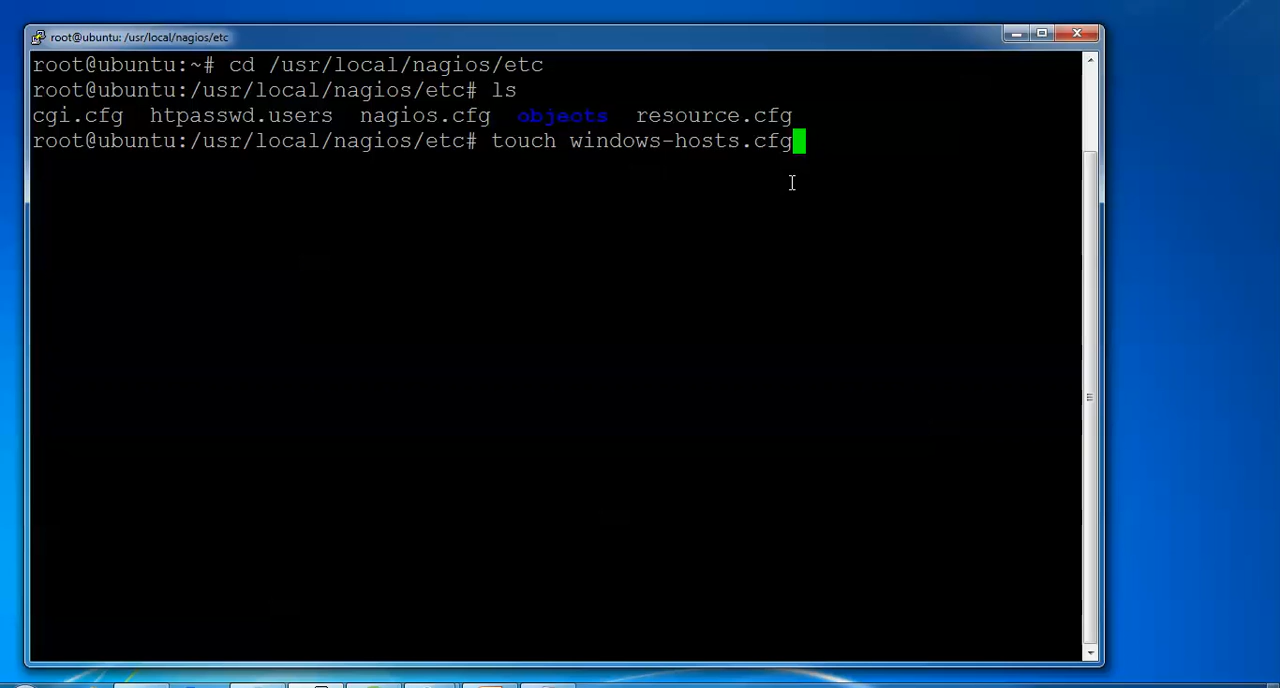 root@ubuntu: /usr/local/nagios/etc
root@ubuntu:~# cd /usr/local/nagios/etc
root@ubuntu:/usr/local/nagios/etc# ls
cgi.cfg  htpasswd.users  nagios.cfg  objects  resource.cfg
root@ubuntu:/usr/local/nagios/etc# touch windows-hosts.cfg